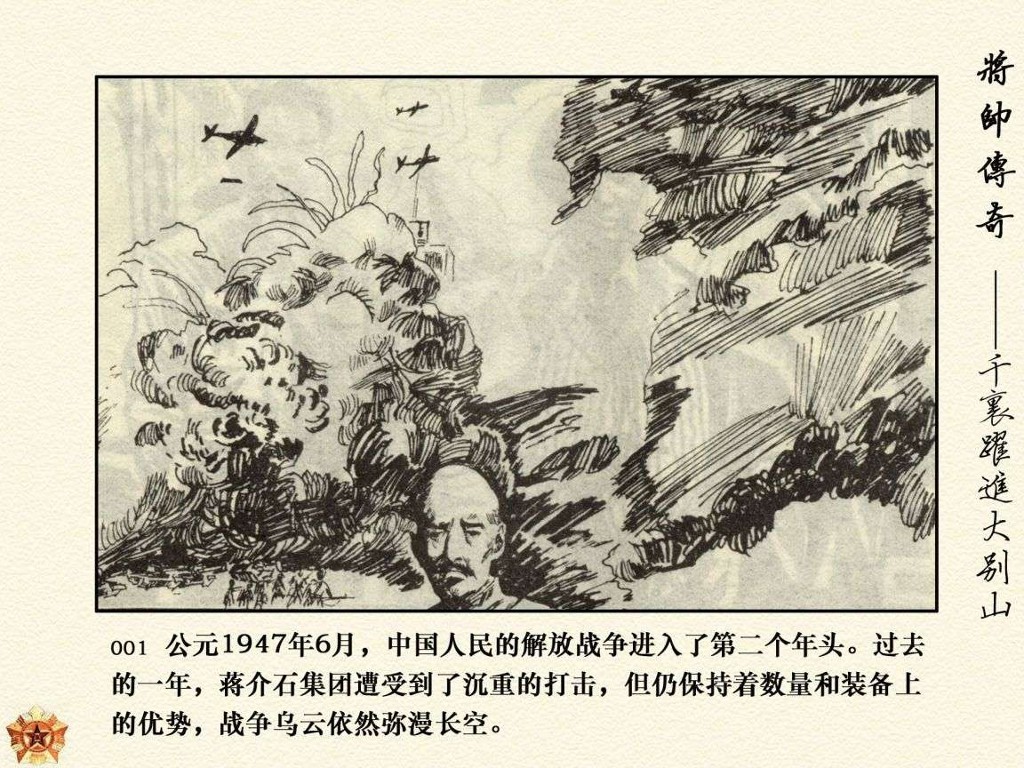 將帥傳奇 ——千裏躍進大别山
001 公元1947年6月，中国人民的解放战争进入了第二个年头。过去
的一年，蒋介石集团遭受到了沉重的打击，但仍保持着数量和装备上
的优势，战争乌云依然弥漫长空。